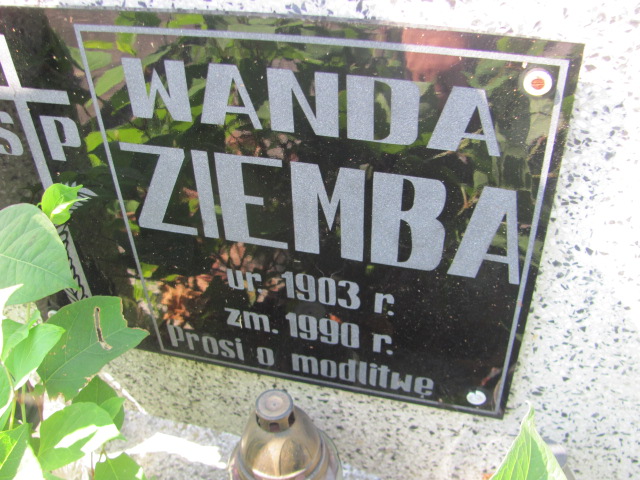 S P
WANDA
ZIEMBA
ur. 1903 r.
zm. 1990 r.
Prosi o modlitwę